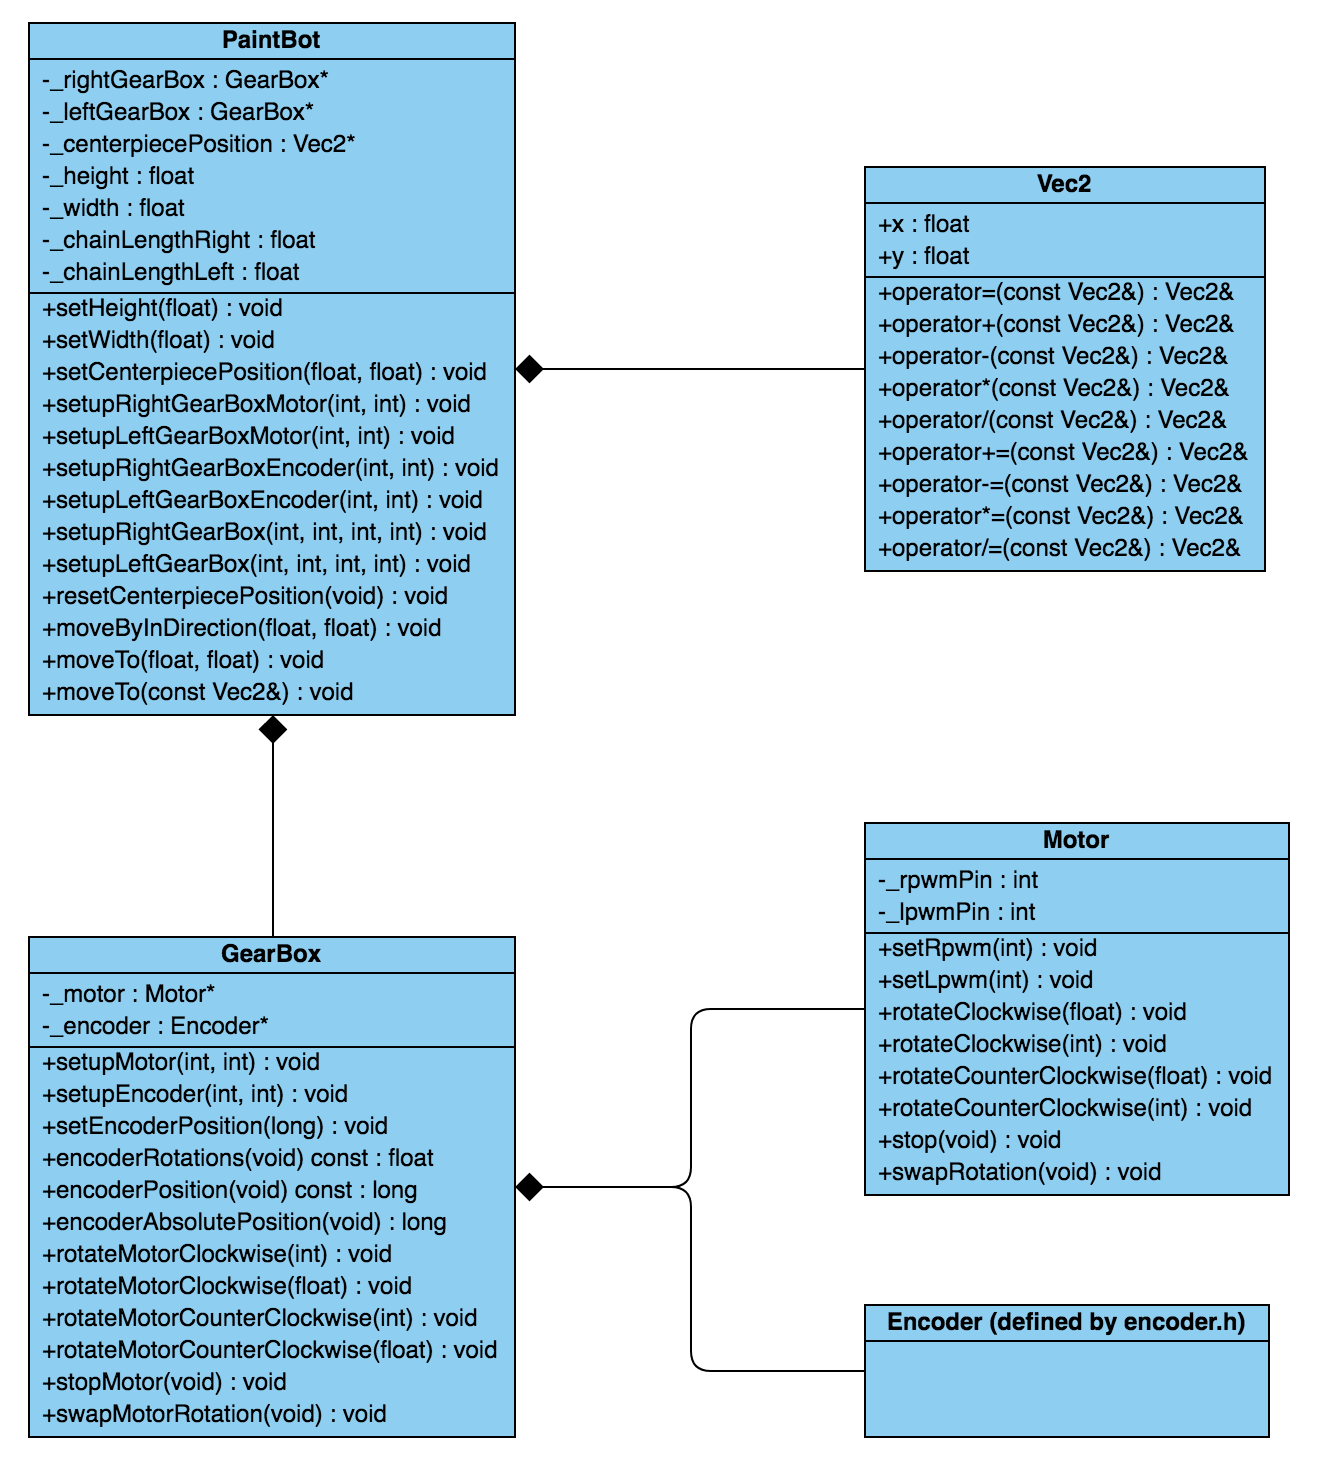 PaintBot
-_rightGearBox : GearBox*
-_leftGearBox : GearBox*
-_centerpiecePosition : Vec2*
-_height : float
-_width : float
-_chainLengthRight : float
-_chainLengthLeft : float
+setHeight(float) : void
+setWidth(float) : void
+setCenterpiecePosition(float, float) : void
+setupRightGearBoxMotor(int, int) : void
+setupLeftGearBoxMotor(int, int) : void
+setupRightGearBoxEncoder(int, int) : void
+setupLeftGearBoxEncoder(int, int) : void
+setupRightGearBox(int, int, int, int) : void
+setupLeftGearBox(int, int, int, int) : void
+resetCenterpiecePosition(void) : void
+moveByInDirection(float, float) : void
+moveTo(float, float) : void
+moveTo(const Vec2&) : void
Vec2
+x : float
+y : float
+operator=(const Vec2&) : Vec2&
+operator+(const Vec2&) : Vec2&
+operator-(const Vec2&) : Vec2&
+operator*(const Vec2&) : Vec2&
+operator/(const Vec2&) : Vec2&
+operator+=(const Vec2&) : Vec2&
+operator-=(const Vec2&) : Vec2&
+operator*=(const Vec2&) : Vec2&
+operator/=(const Vec2&) : Vec2&
GearBox
-_motor : Motor*
-_encoder : Encoder*
+setupMotor(int, int) : void
+setupEncoder(int, int) : void
+setEncoderPosition(long) : void
+encoderRotations(void) const : float
+encoderPosition(void) const : long
+encoderAbsolutePosition(void) : long
+rotateMotorClockwise(int) : void
+rotateMotorClockwise(float) : void
+rotateMotorCounterClockwise(int) : void
+rotateMotorCounterClockwise(float) : void
+stopMotor(void) : void
+swapMotorRotation(void) : void
Motor
-_rpwmPin : int
-_lpwmPin : int
+setRpwm(int) : void
+setLpwm(int) : void
+rotateClockwise(float) : void
+rotateClockwise(int) : void
+rotateCounterClockwise(float) : void
+rotateCounterClockwise(int) : void
+stop(void) : void
+swapRotation(void) : void
Encoder (defined by encoder.h)